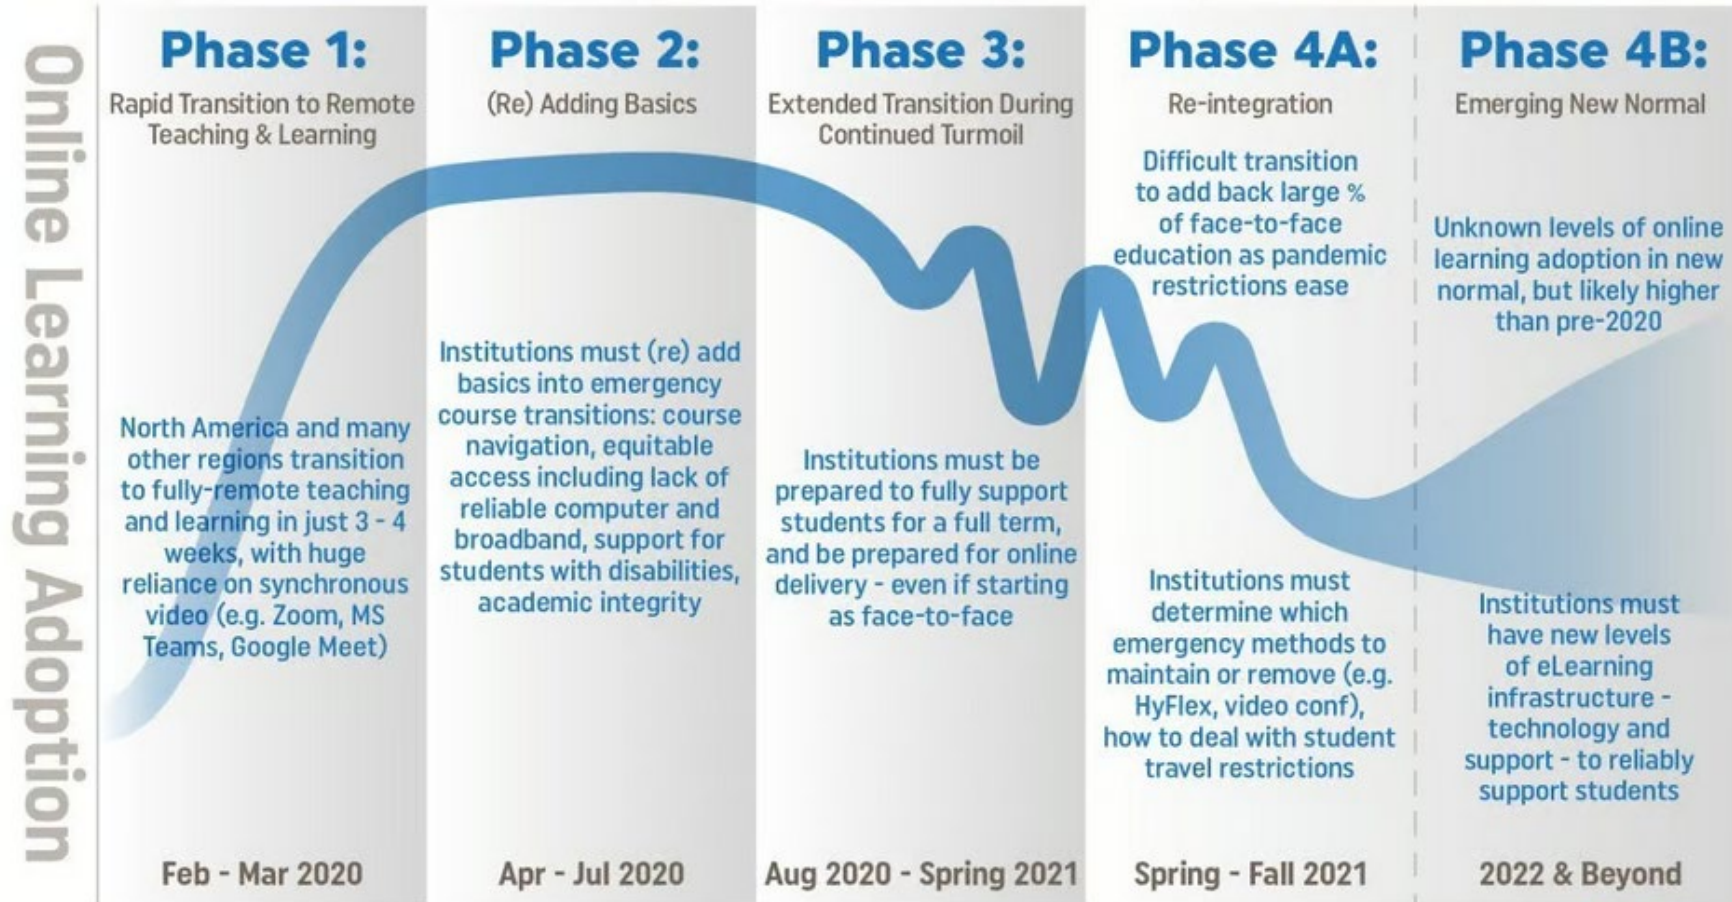 Online Learning Adoption
Phase 1:
Rapid Transition to Remote
Teaching & Learning
North America and many
other regions transition
to fully-remote teaching
and learning in just 3 - 4
weeks, with huge
reliance on synchronous
video (e.g. Zoom, MS
Teams, Google Meet)
Feb - Mar 2020
Phase 2:
(Re) Adding Basics
Institutions must (re) add
basics into emergency
course transitions: course
navigation, equitable
access including lack of
reliable computer and
broadband, support for
students with disabilities,
academic integrity
Apr - Jul 2020
Phase 3:
Extended Transition During
Continued Turmoil
Institutions must be
prepared to fully support
students for a full term,
and be prepared for online
delivery - even if starting
as face-to-face
Aug 2020 - Spring 2021
Phase 4A:
Re-integration
Difficult transition
to add back large %
of face-to-face
education as pandemic
restrictions ease
Institutions must
determine which
emergency methods to
maintain or remove (e.g.
HyFlex, video conf),
how to deal with student
travel restrictions
Spring - Fall 2021
Phase 4B:
Emerging New Normal
Unknown levels of online
learning adoption in new
normal, but likely higher
than pre-2020
Institutions must
have new levels
of eLearning
infrastructure -
technology and
support - to reliably
support students
2022 & Beyond